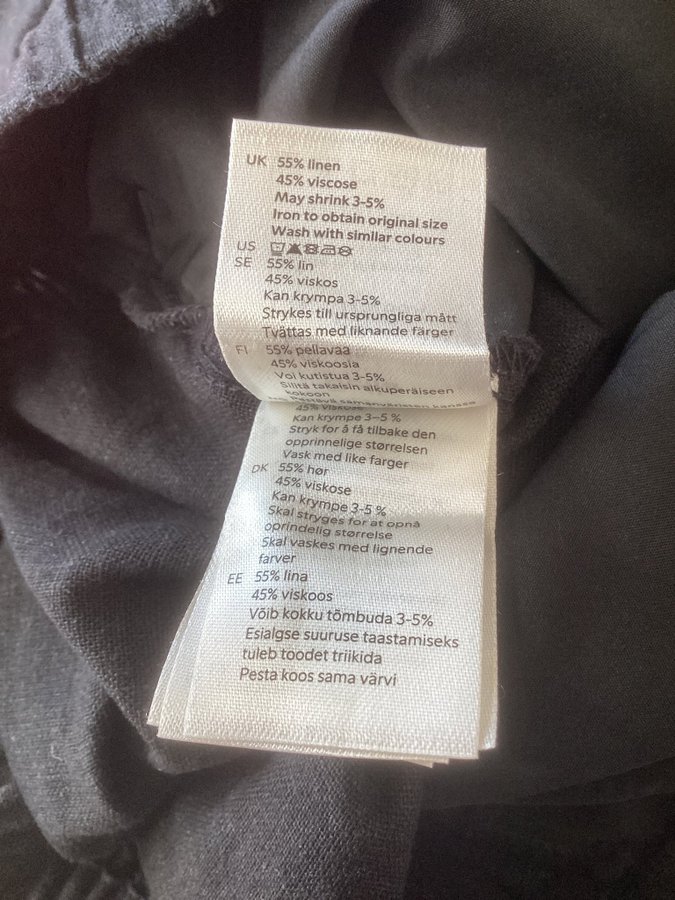 UK 55% linen
45% viscose
May shrink 3-5%
Iron to obtain original size
Wash with similar colours
US
SE 55% lin
45% viskos
Kan krympa 3-5%
Strykes till ursprungliga mått
Tvättas med liknande färger
FI 55% pellavaa
45% viskoosia
Voi kutistua 3-5%
Silitä takaisin alkuperäiseen
kokoon
samanväristen kanssa
45% viskose
Kan krympe 3-5 %
Stryk for å få tilbake den
opprinnelige størrelsen
Vask med like farger
DK 55% hør
45% viskose
Kan krympe 3-5 %
Skal stryges for at opnå
oprindelig størrelse
Skal vaskes med lignende
farver
EE 55% lina
45% viskoos
Võib kokku tõmbuda 3-5%
Esialgse suuruse taastamiseks
tuleb toodet triikida
Pesta koos sama värvi